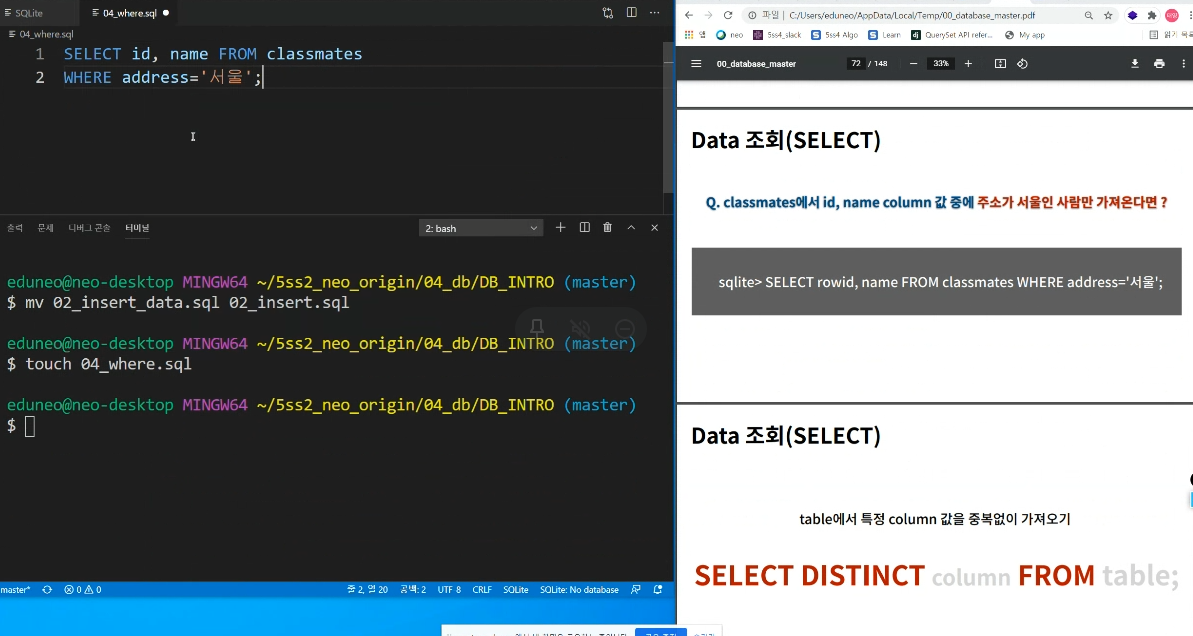 SQLite
04_where.sql
04_where.sql
1 SELECT id, name FROM classmates
2 WHERE address='서울';
출력 문제 디버그 콘솔 터미널
2: bash
eduneo@neo-desktop MINGW64 ~/5ss2_neo_origin/04_db/DB_INTRO (master)
$ mv 02_insert_data.sql 02_insert.sql
eduneo@neo-desktop MINGW64 ~/5ss2_neo_origin/04_db/DB_INTRO (master)
$ touch 04_where.sql
eduneo@neo-desktop MINGW64 ~/5ss2_neo_origin/04_db/DB_INTRO (master)
$
master* 0 0 줄 2, 열 20 공백: 2 UTF 8 CRLF SQLite SQLite: No database
파일 C:/Users/eduneo/AppData/Local/Temp/00_database_master.pdf
앱 neo 5ss4_slack 5ss4 Algo Learn QuerySet API refer... My app 읽기 목록
00_database_master 72 / 148 33%
Data 조회(SELECT)
Q. classmates에서 id, name column 값 중에 주소가 서울인 사람만 가져온다면 ?
sqlite> SELECT rowid, name FROM classmates WHERE address='서울';
Data 조회(SELECT)
table에서 특정 column 값을 중복없이 가져오기
SELECT DISTINCT column FROM table;